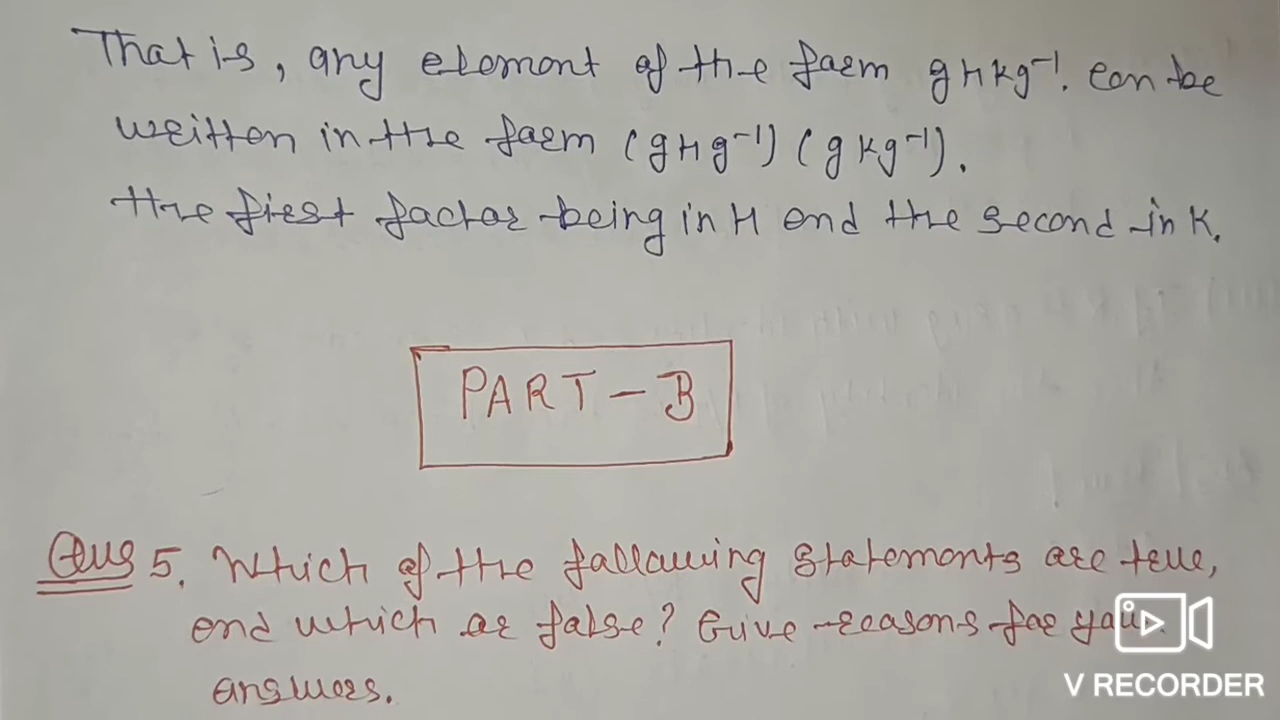 That is, any element of the form gHkg⁻¹. can be
written in the form (gHg⁻¹) (gkg⁻¹).
the first factor being in H and the second in K.
PART - B
Ques 5. Which of the following statements are true,
and which are false? Give reasons for your
answers.
V RECORDER